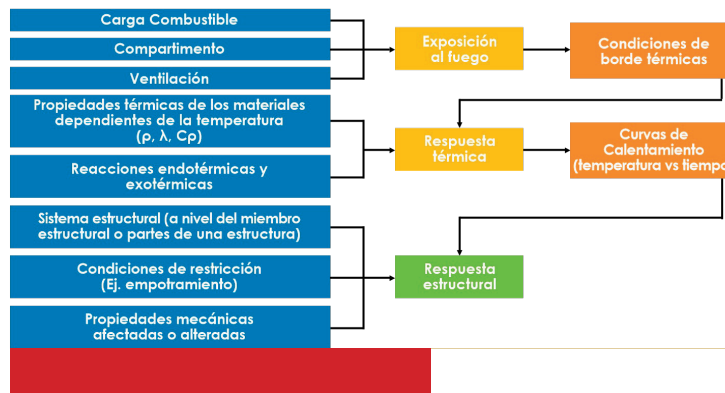 Carga Combustible
Compartimento
Ventilación
Exposición
al fuego
Condiciones de
borde térmicas
Propiedades térmicas de los materiales
dependientes de la temperatura
(ρ, λ, Cρ)
Reacciones endotérmicas y
exotérmicas
Respuesta
térmica
Curvas de
Calentamiento
(temperatura vs tiempo
Sistema estructural (a nivel del miembro
estructural o partes de una estructura)
Condiciones de restricción
(Ej. empotramiento)
Propiedades mecánicas
afectadas o alteradas
Respuesta
estructural